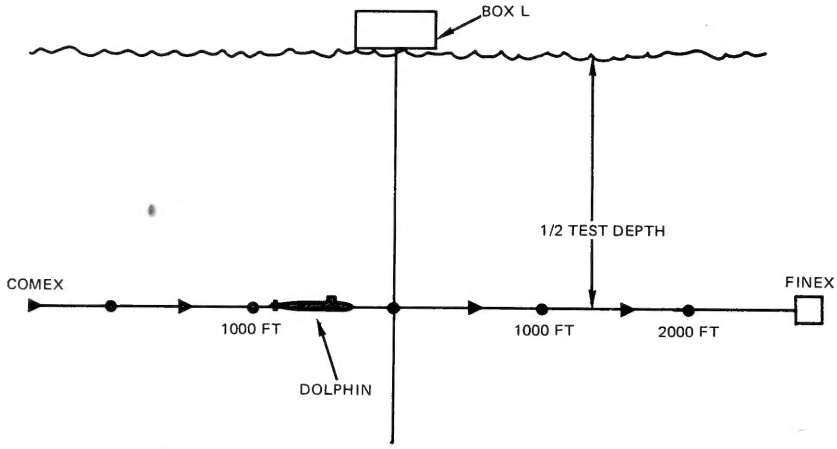 BOX L
1/2 TEST DEPTH
COMEX
FINEX
1000 FT
1000 FT
2000 FT
DOLPHIN